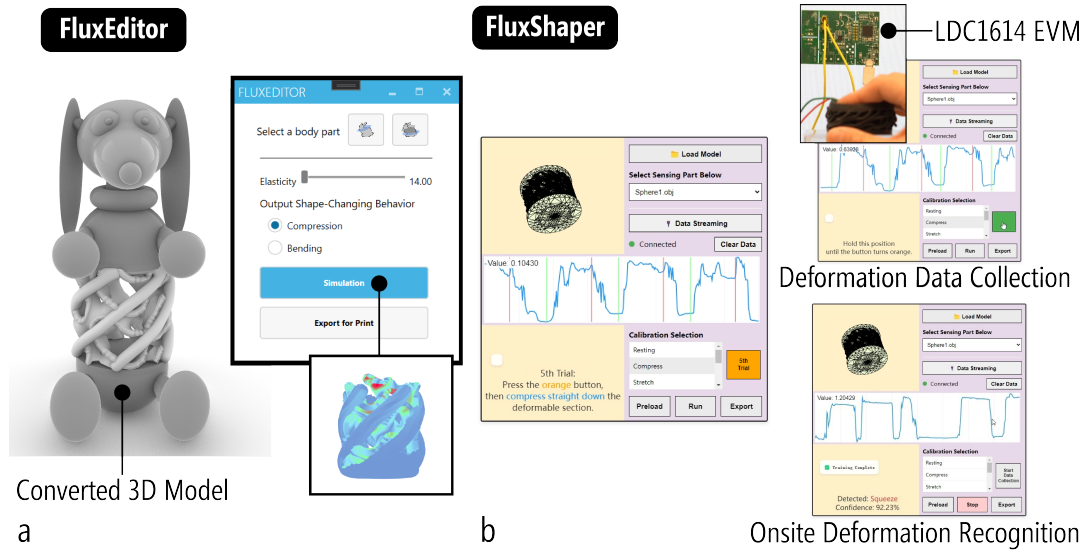 FluxEditor
FLUXEDITOR
Select a body part
Elasticity
14.00
Output Shape-Changing Behavior
Compression
Bending
Simulation
Export for Print
Converted 3D Model
a
FluxShaper
Load Model
Select Sensing Part Below
Sphere1.obj
Data Streaming
Connected
Clear Data
Value: 0.10430
Calibration Selection
Resting
Compress
Stretch
5th
Trial
5th Trial:
Press the orange button,
then compress straight down the
deformable section.
Preload
Run
Export
b
LDC1614 EVM
Load Model
Select Sensing Part Below
Sphere1.obj
Data Streaming
Connected
Clear Data
Calibration Selection
Resting
Compress
Stretch
Hold this position
until the button turns orange.
Preload
Run
Export
Deformation Data Collection
Load Model
Select Sensing Part Below
Sphere1.obj
Data Streaming
Connected
Clear Data
Value: 1.20429
Calibration Selection
Resting
Compress
Stretch
Start
Data
Collection
Training Complete
Detected: Squeeze
Confidence: 92.23%
Preload
Stop
Export
Onsite Deformation Recognition